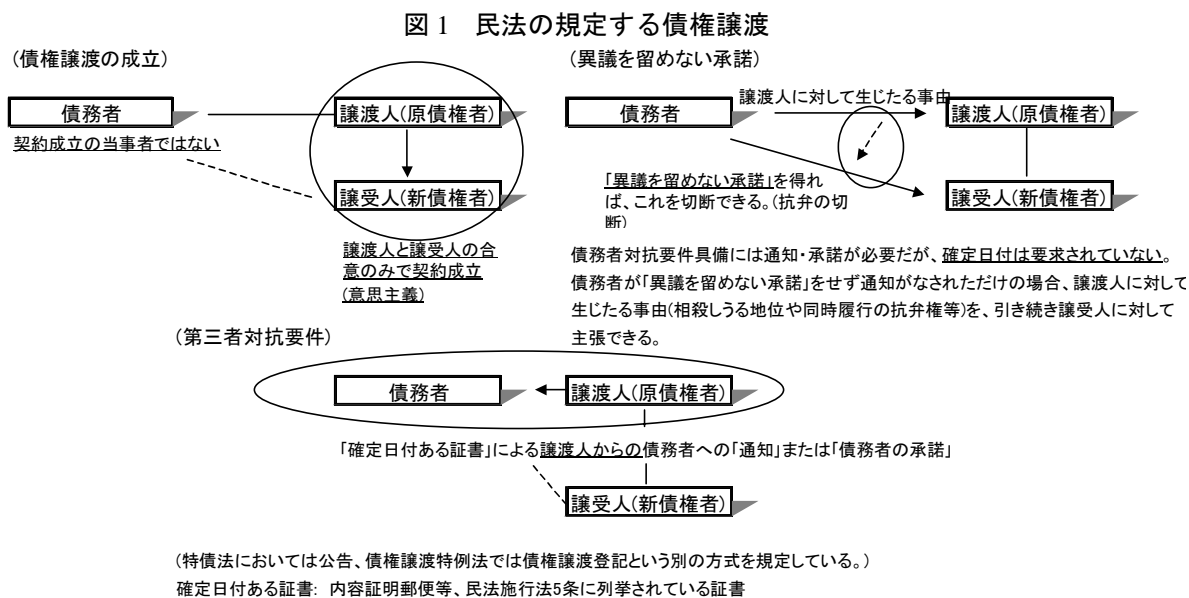 図 1　民法の規定する債権譲渡
(債権譲渡の成立)
債務者
契約成立の当事者ではない
譲渡人(原債権者)
譲受人(新債権者)
譲渡人と譲受人の合
意のみで契約成立
(意思主義)
(異議を留めない承諾)
譲渡人に対して生じたる事由
債務者
譲渡人(原債権者)
「異議を留めない承諾」を得れ
ば、これを切断できる。(抗弁の切
断)
譲受人(新債権者)
債務者対抗要件具備には通知・承諾が必要だが、確定日付は要求されていない。
債務者が「異議を留めない承諾」をせず通知がなされただけの場合、譲渡人に対して
生じたる事由(相殺しうる地位や同時履行の抗弁権等)を、引き続き譲受人に対して
主張できる。
(第三者対抗要件)
債務者
譲渡人(原債権者)
「確定日付ある証書」による譲渡人からの債務者への「通知」または「債務者の承諾」
譲受人(新債権者)
(特債法においては公告、債権譲渡特例法では債権譲渡登記という別の方式を規定している。)
確定日付ある証書: 内容証明郵便等、民法施行法5条に列挙されている証書